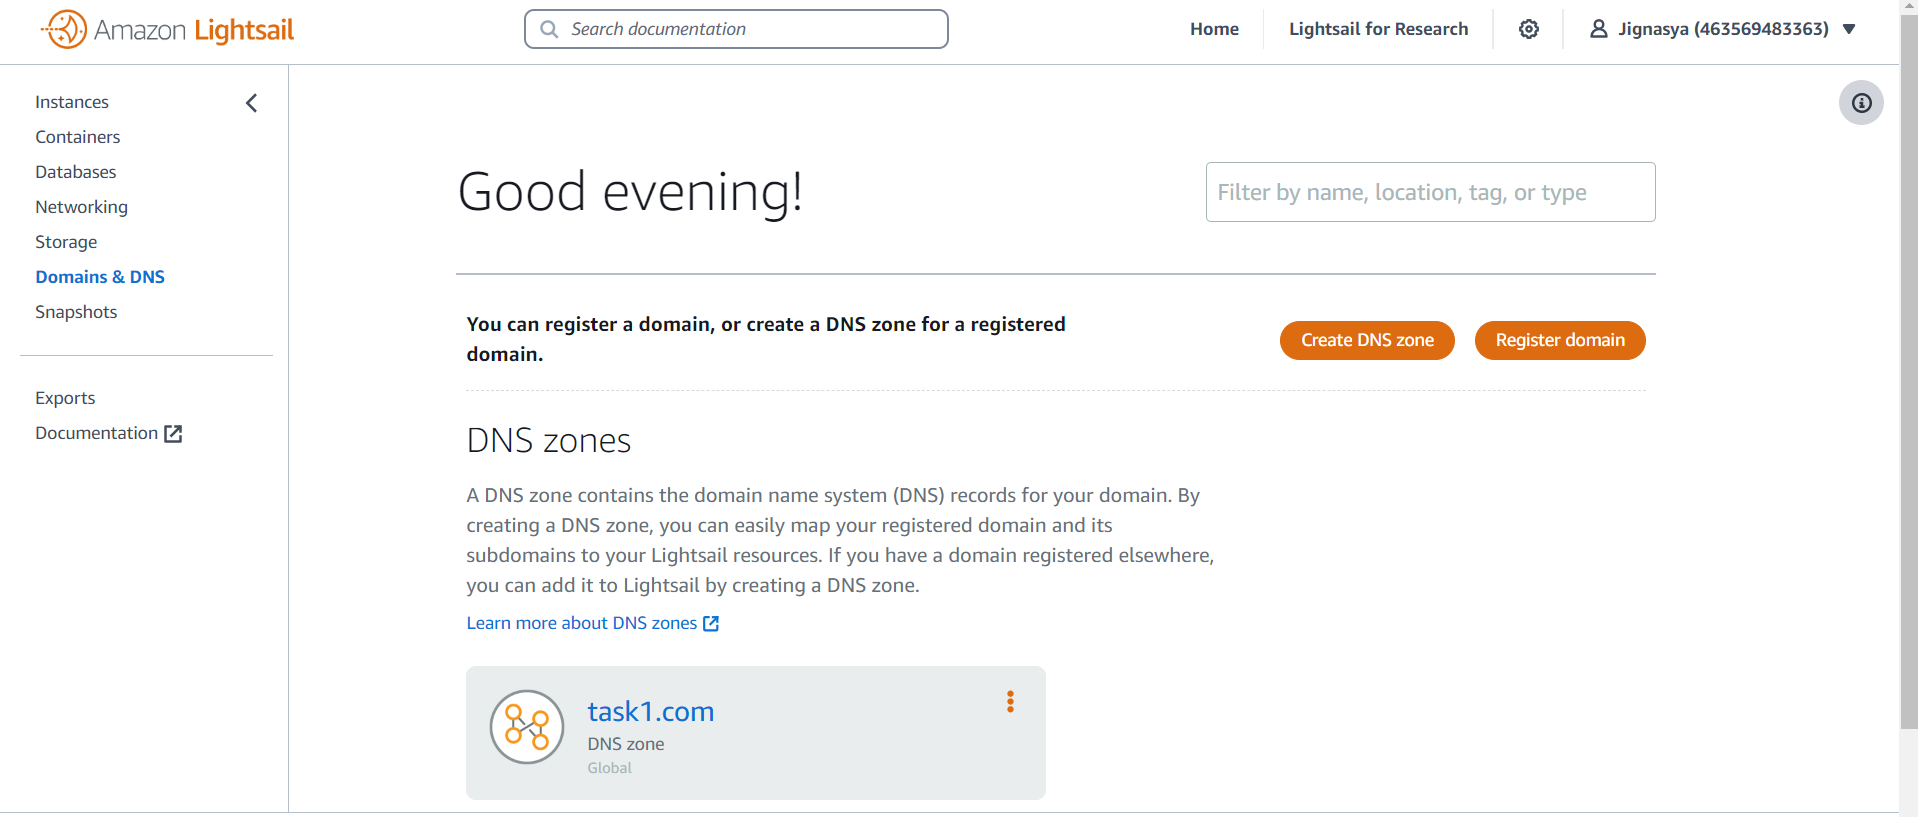 Amazon Lightsail
Search documentation
Home
Lightsail for Research
Jignasya (463569483363)
Instances
Containers
Databases
Networking
Storage
Domains & DNS
Snapshots
Exports
Documentation
Good evening!
Filter by name, location, tag, or type
You can register a domain, or create a DNS zone for a registered
domain.
Create DNS zone
Register domain
DNS zones
A DNS zone contains the domain name system (DNS) records for your domain. By
creating a DNS zone, you can easily map your registered domain and its
subdomains to your Lightsail resources. If you have a domain registered elsewhere,
you can add it to Lightsail by creating a DNS zone.
Learn more about DNS zones
task1.com
DNS zone
Global